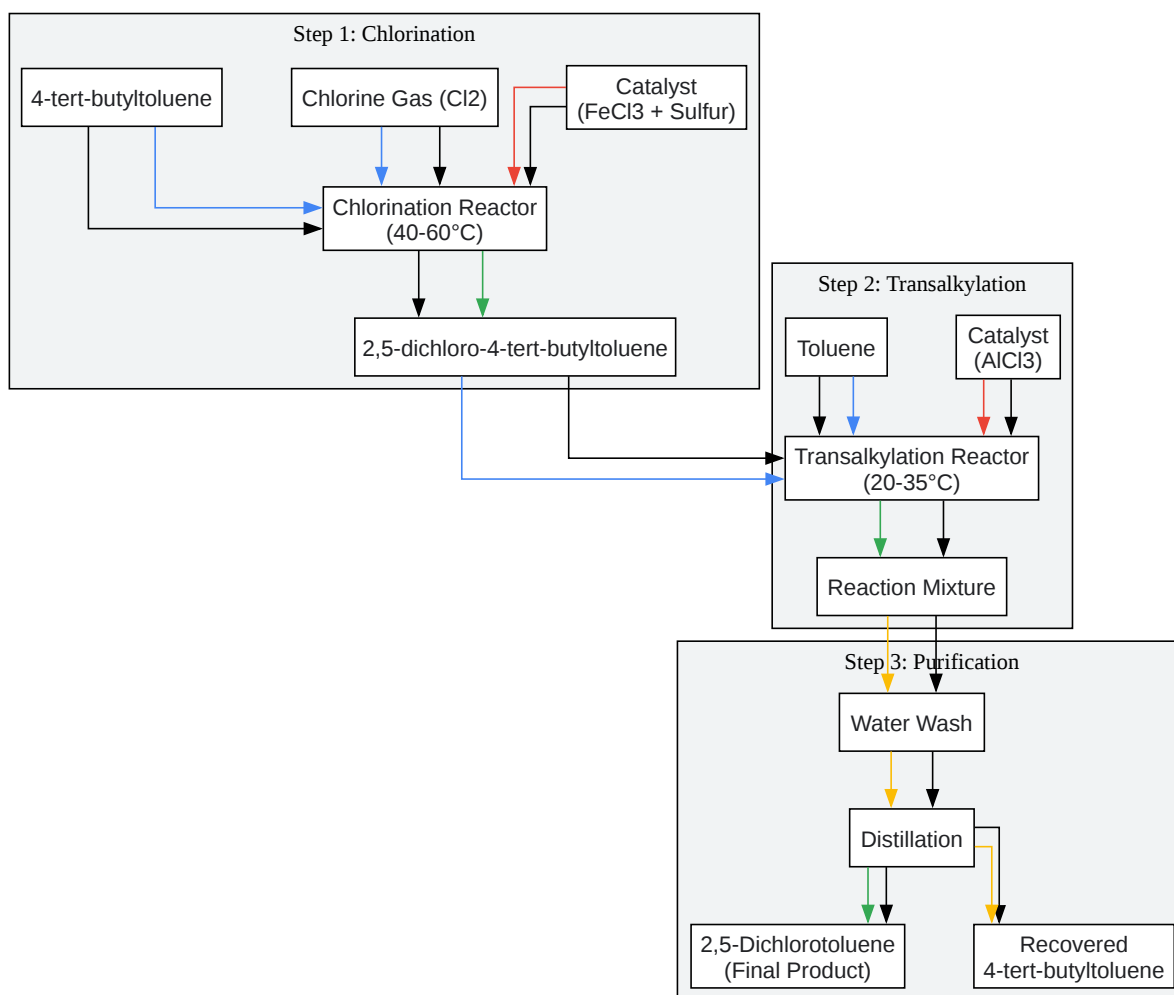 Step 1: Chlorination
4-tert-butyltoluene
Chlorine Gas (Cl2)
Catalyst
(FeCl3 + Sulfur)
Chlorination Reactor
(40-60°C)
2,5-dichloro-4-tert-butyltoluene
Step 2: Transalkylation
Toluene
Catalyst
(AlCl3)
Transalkylation Reactor
(20-35°C)
Reaction Mixture
Step 3: Purification
Water Wash
Distillation
2,5-Dichlorotoluene
(Final Product)
Recovered
4-tert-butyltoluene